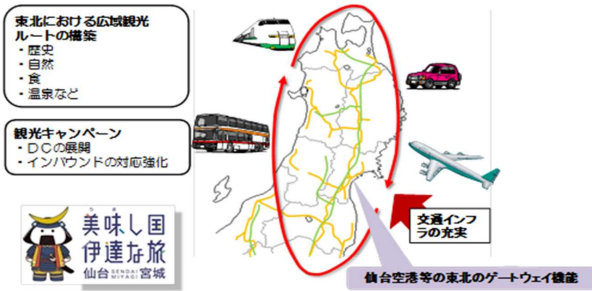 東北における広域観光
ルートの構築
・歴史
・自然
・食
・温泉など
観光キャンペーン
・DCの展開
・インバウンドの対応強化
うま
美味し国
伊達な旅
仙台 SENDAI MIYAGI 宮城
交通インフ
ラの充実
仙台空港等の東北のゲートウェイ機能